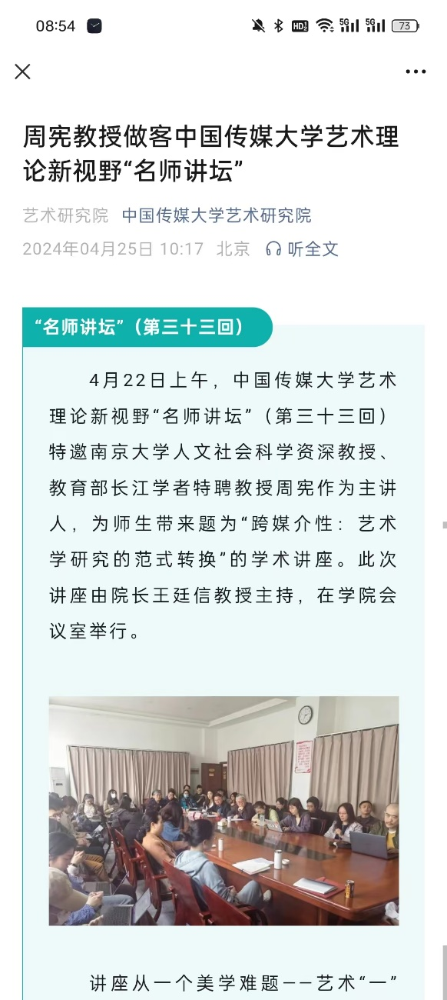 08:54
HD 5G 5G 73
周宪教授做客中国传媒大学艺术理
论新视野“名师讲坛”
艺术研究院 中国传媒大学艺术研究院
2024年04月25日 10:17 北京 听全文
“名师讲坛”（第三十三回）
4月22日上午，中国传媒大学艺术
理论新视野“名师讲坛”（第三十三回）
特邀南京大学人文社会科学资深教授、
教育部长江学者特聘教授周宪作为主讲
人，为师生带来题为“跨媒介性：艺术
学研究的范式转换”的学术讲座。此次
讲座由院长王廷信教授主持，在学院会
议室举行。
讲座从一个美学难题——艺术“一”